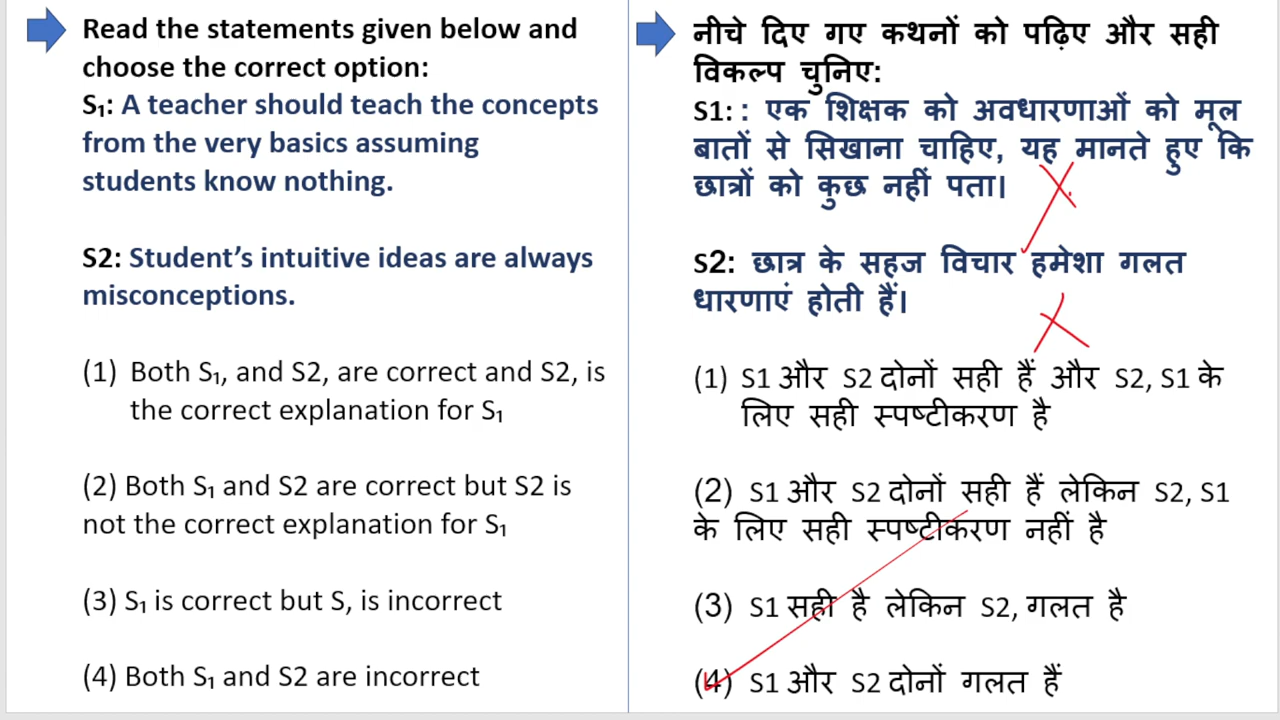 Read the statements given below and
choose the correct option:
S₁: A teacher should teach the concepts
from the very basics assuming
students know nothing.
S2: Student's intuitive ideas are always
misconceptions.
(1) Both S₁, and S2, are correct and S2, is
the correct explanation for S₁
(2) Both S₁ and S2 are correct but S2 is
not the correct explanation for S₁
(3) S₁ is correct but S, is incorrect
(4) Both S₁ and S2 are incorrect
नीचे दिए गए कथनों को पढ़िए और सही
विकल्प चुनिए:
S1: : एक शिक्षक को अवधारणाओं को मूल
बातों से सिखाना चाहिए, यह मानते हुए कि
छात्रों को कुछ नहीं पता।
S2: छात्र के सहज विचार हमेशा गलत
धारणाएं होती हैं।
(1) S1 और S2 दोनों सही हैं और S2, S1 के
लिए सही स्पष्टीकरण है
(2) S1 और S2 दोनों सही हैं लेकिन S2, S1
के लिए सही स्पष्टीकरण नहीं है
(3) S1 सही है लेकिन S2, गलत है
(4) S1 और S2 दोनों गलत हैं